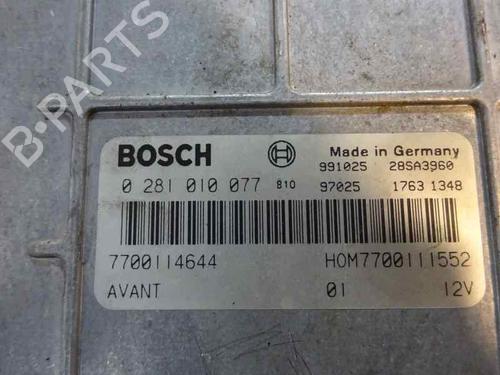 B-PARTS
BOSCH Made in Germany
991025 28SA3960
0 281 010 077 810 97025 1763 1348
7700114644 HOM7700111552
AVANT 01 12V